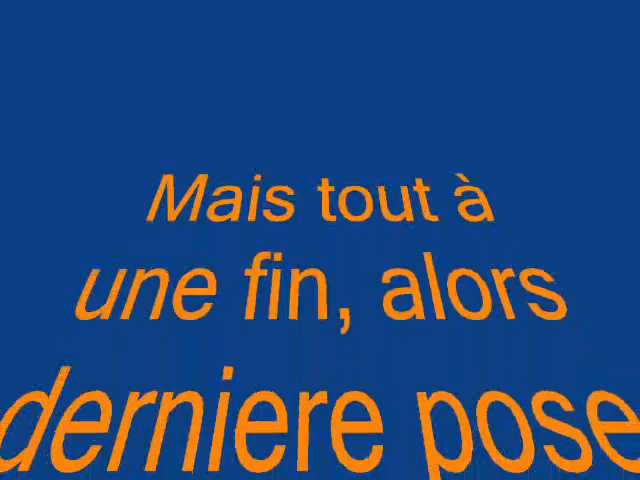 Mais tout à
une fin, alors
derniere pose